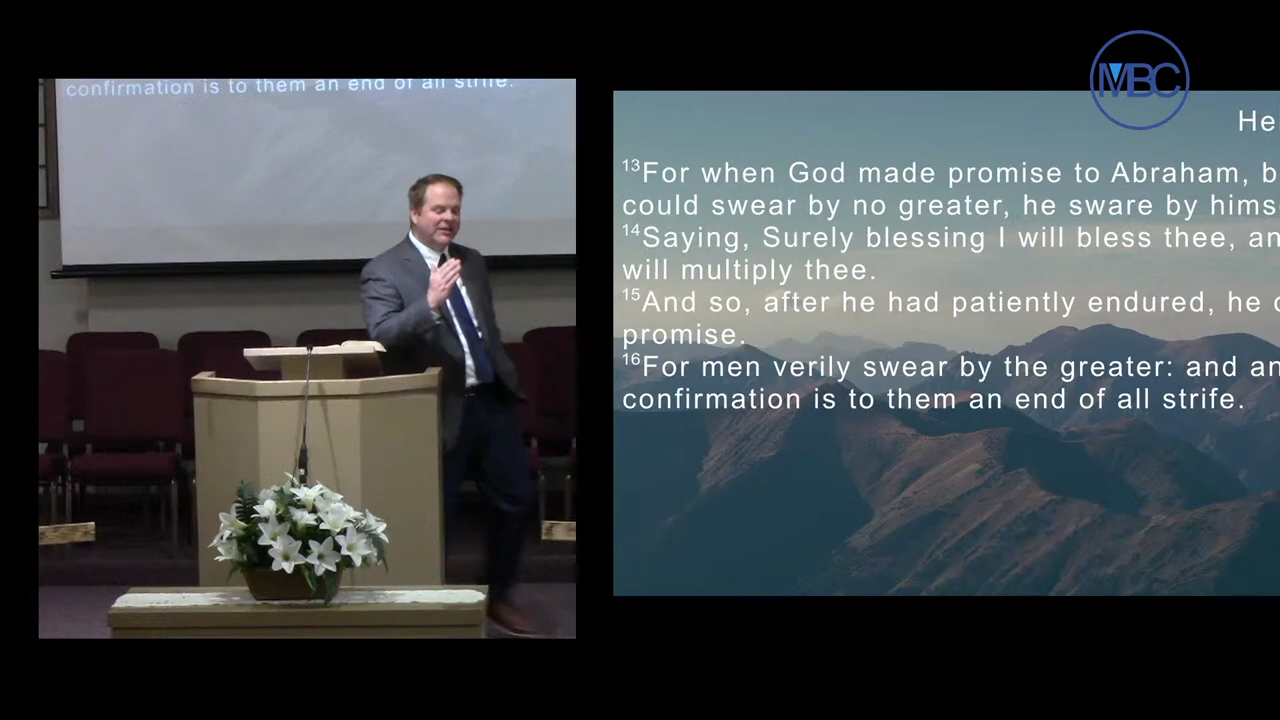 confirmation is to them an end of all strife.
MBC
He
13For when God made promise to Abraham, b
could swear by no greater, he sware by hims
14Saying, Surely blessing I will bless thee, an
will multiply thee.
15And so, after he had patiently endured, he o
promise.
16For men verily swear by the greater: and an
confirmation is to them an end of all strife.